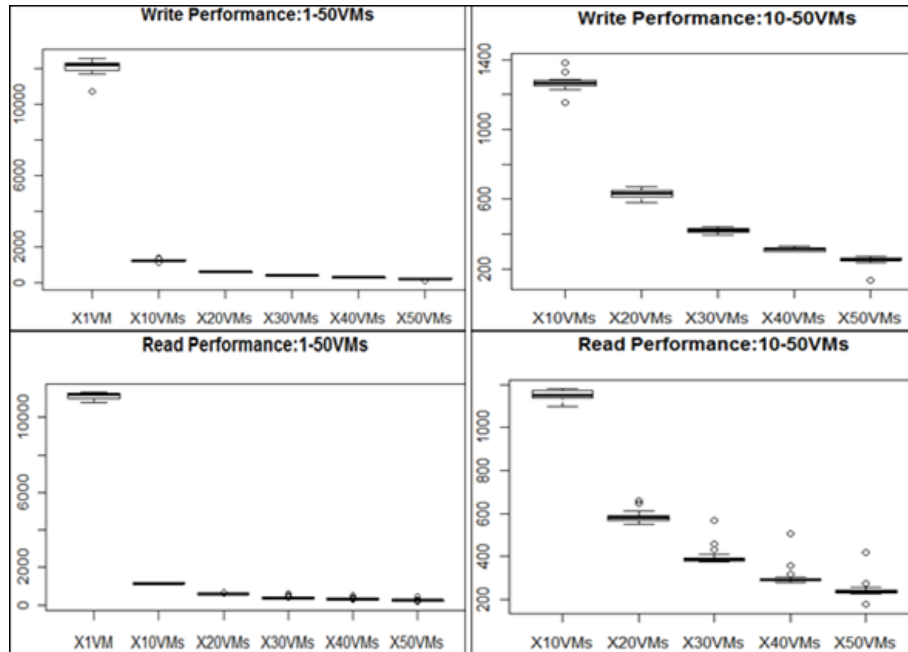 Write Performance:1-50VMs
10000
6000
2000
0
X1VM X10VMs X20VMs X30VMs X40VMs X50VMs
Write Performance:10-50VMs
1400
1000
600
200
X10VMs X20VMs X30VMs X40VMs X50VMs
Read Performance:1-50VMs
10000
6000
2000
0
X1VM X10VMs X20VMs X30VMs X40VMs X50VMs
Read Performance:10-50VMs
1000
800
600
400
200
X10VMs X20VMs X30VMs X40VMs X50VMs